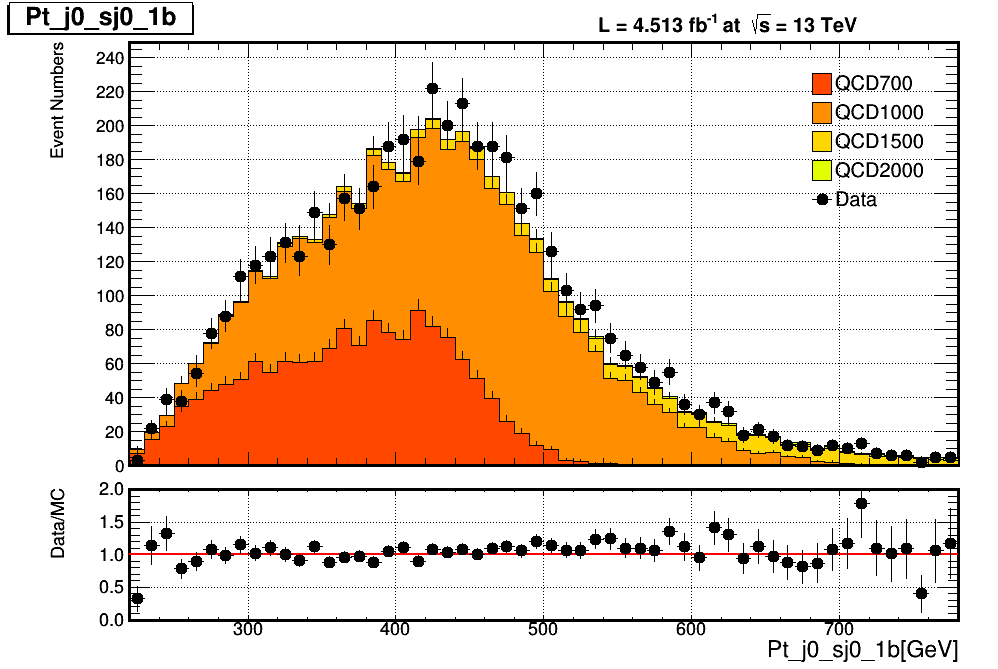 Pt_j0_sj0_1b
L = 4.513 fb⁻¹ at √s = 13 TeV
Event Numbers
240
220
200
180
160
140
120
100
80
60
40
20
0
QCD700
QCD1000
QCD1500
QCD2000
Data
Data/MC
2.0
1.5
1.0
0.5
0.0
300 400 500 600 700
Pt_j0_sj0_1b[GeV]